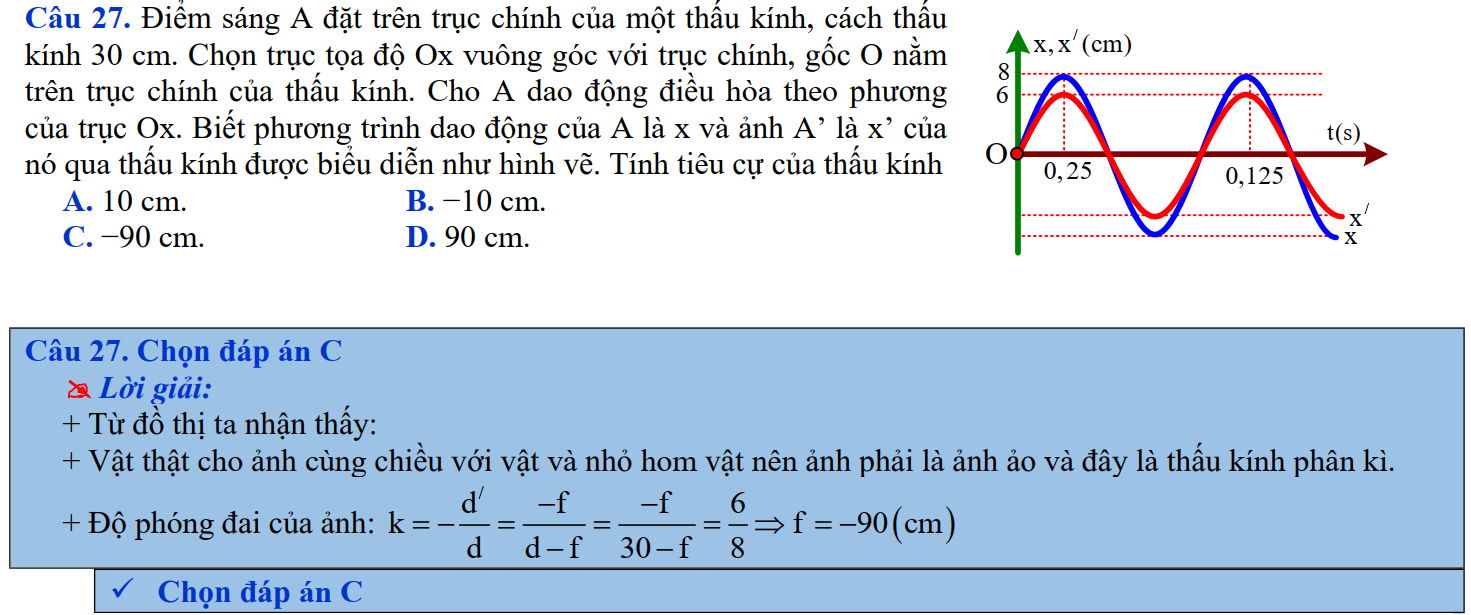 Câu 27. Điểm sáng A đặt trên trục chính của một thấu kính, cách thấu
kính 30 cm. Chọn trục tọa độ Ox vuông góc với trục chính, gốc O nằm
trên trục chính của thấu kính. Cho A dao động điều hòa theo phương
của trục Ox. Biết phương trình dao động của A là x và ảnh A’ là x’ của
nó qua thấu kính được biểu diễn như hình vẽ. Tính tiêu cự của thấu kính
A. 10 cm. B. −10 cm.
C. −90 cm. D. 90 cm.
x, x′ (cm)
8
6
O
0,25
0,125
t(s)
x′
x
Câu 27. Chọn đáp án C
Lời giải:
+ Từ đồ thị ta nhận thấy:
+ Vật thật cho ảnh cùng chiều với vật và nhỏ hom vật nên ảnh phải là ảnh ảo và đây là thấu kính phân kì.
+ Độ phóng đai của ảnh: k = −d′/d = −f/(d−f) = −f/(30−f) = 6/8 ⇒ f = −90(cm)
✓ Chọn đáp án C